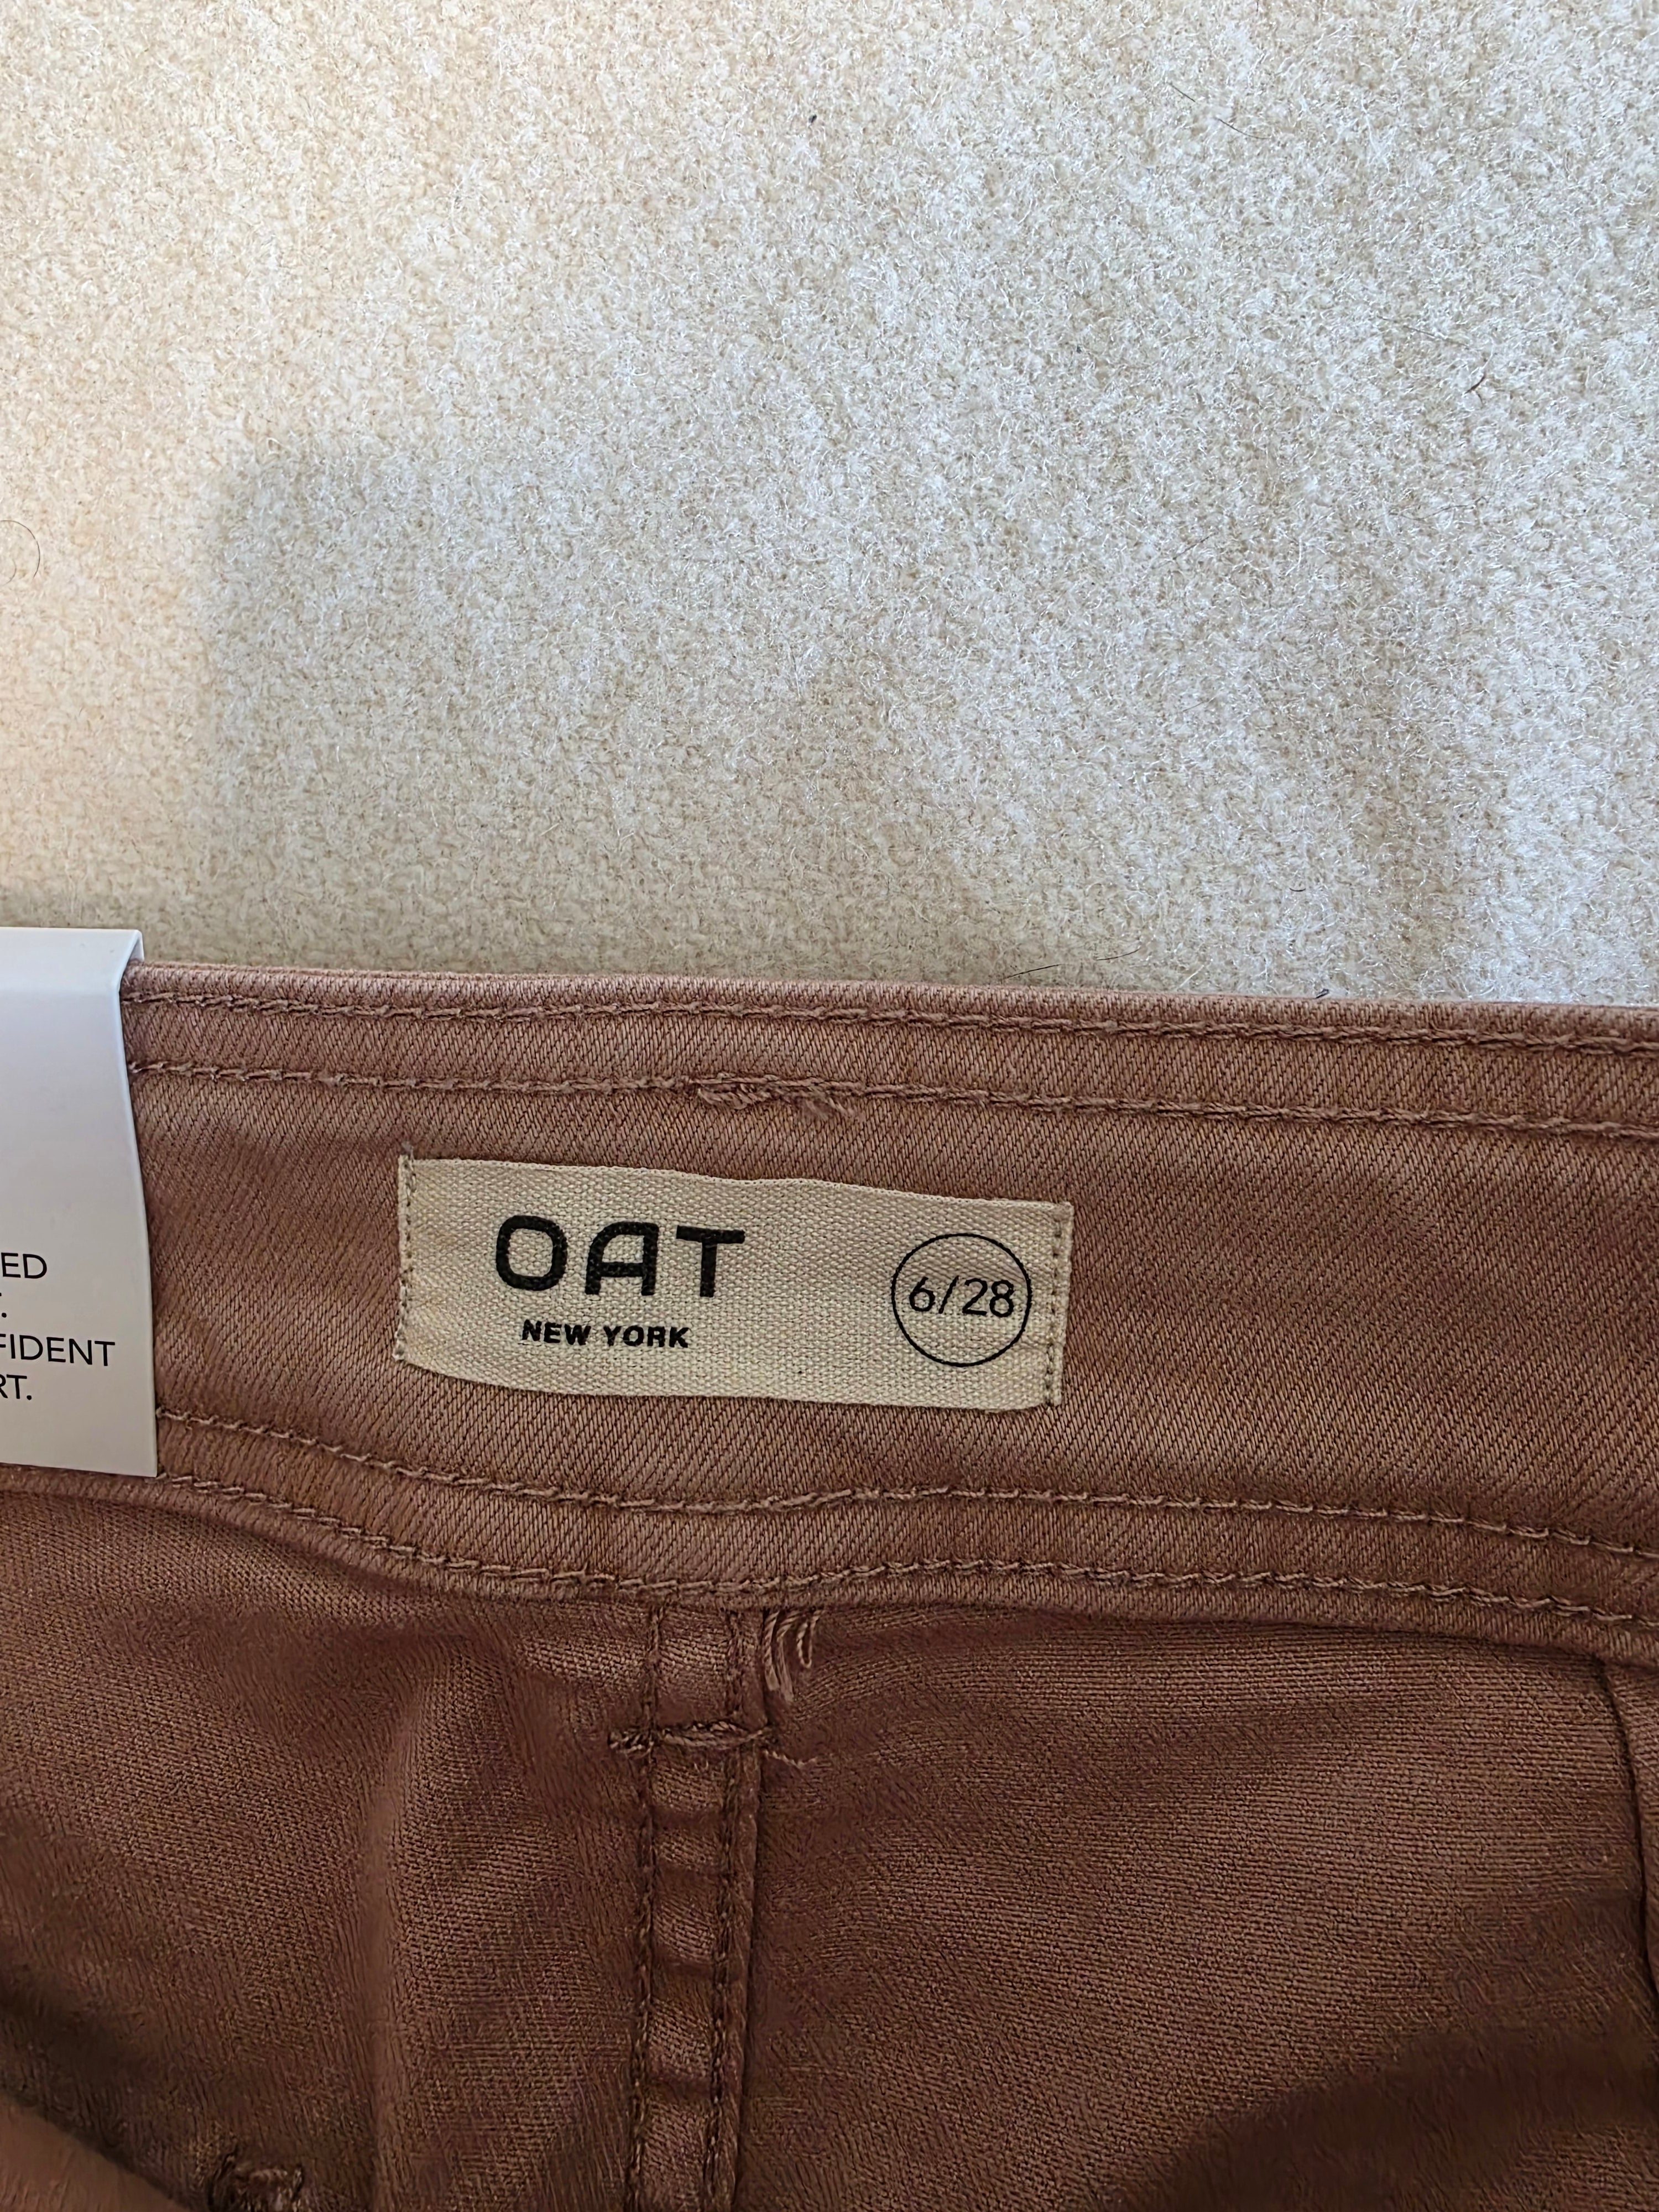 OAT
NEW YORK
6/28
ED
.
FIDENT
RT.